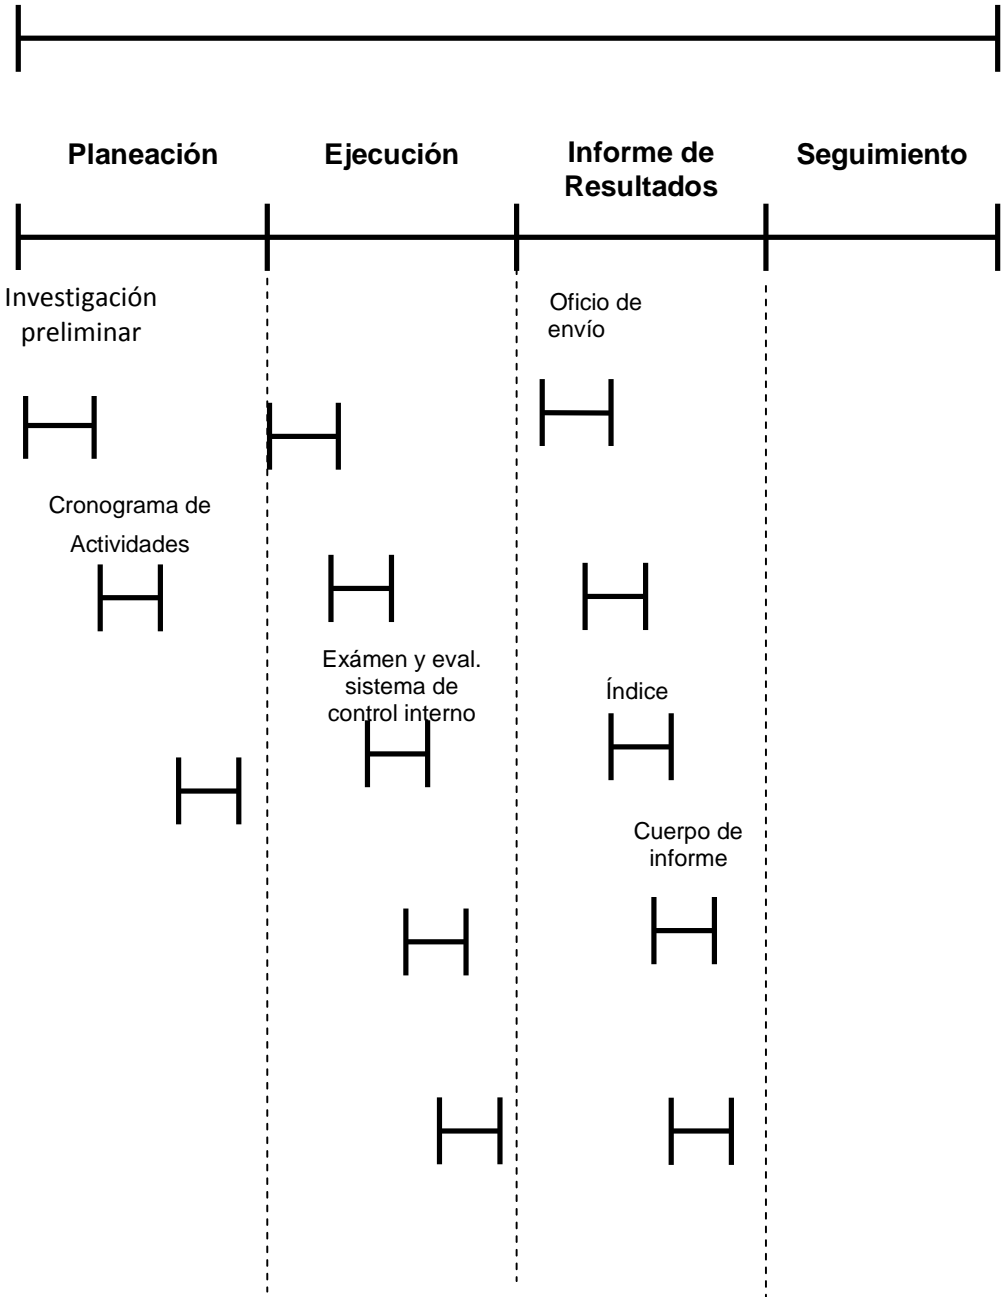 Planeación
Ejecución
Informe de
Resultados
Seguimiento
Investigación
preliminar
Oficio de
envío
Cronograma de
Actividades
Exámen y eval.
sistema de
control interno
Índice
Cuerpo de
informe